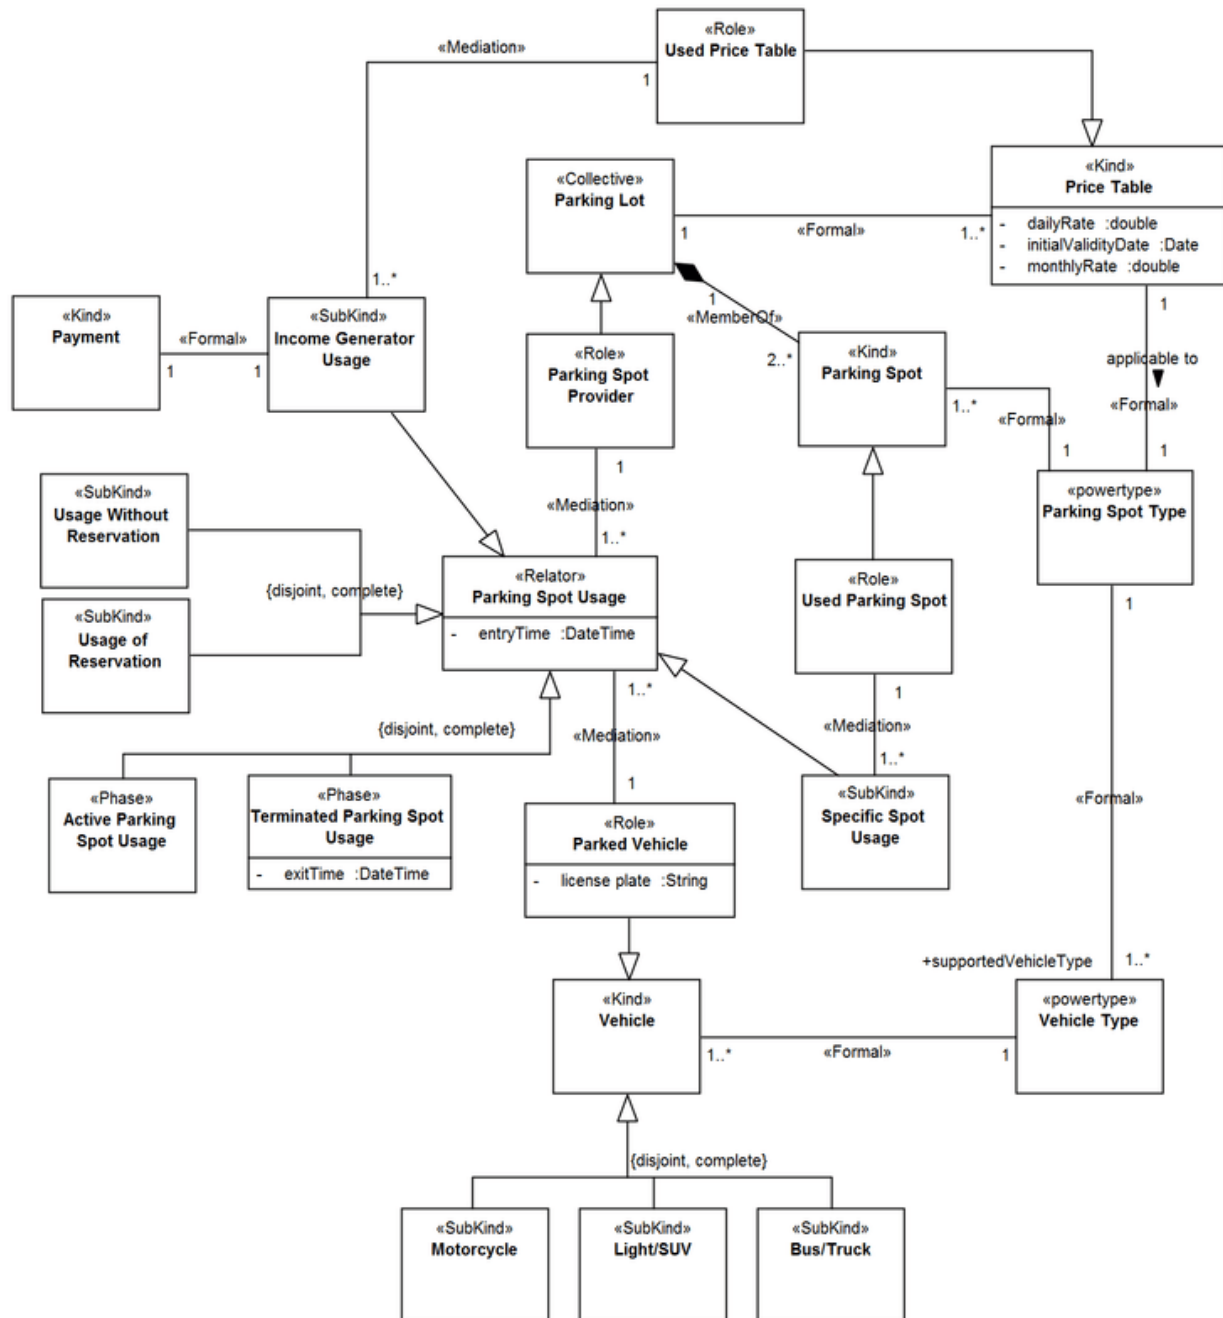 «Role»
Used Price Table
«Mediation»
1
1..*
«Collective»
Parking Lot
«Kind»
Price Table
- dailyRate :double
- initialValidityDate :Date
- monthlyRate :double
1
«Formal»
1..*
1
«MemberOf»
2..*
«Kind»
Payment
«Formal»
1
1
«SubKind»
Income Generator
Usage
«Role»
Parking Spot
Provider
«Kind»
Parking Spot
1
applicable to
«Formal»
1
1..*
«Formal»
1
1
«Mediation»
1..*
«SubKind»
Usage Without
Reservation
«powertype»
Parking Spot Type
{disjoint, complete}
«SubKind»
Usage of
Reservation
«Relator»
Parking Spot Usage
- entryTime :DateTime
«Role»
Used Parking Spot
1
1
«Mediation»
1..*
1..*
«Mediation»
1
{disjoint, complete}
«Phase»
Active Parking
Spot Usage
«Phase»
Terminated Parking Spot
Usage
- exitTime :DateTime
«Role»
Parked Vehicle
- license plate :String
«SubKind»
Specific Spot
Usage
«Formal»
+supportedVehicleType
1..*
«Kind»
Vehicle
1..*
«Formal»
1
«powertype»
Vehicle Type
{disjoint, complete}
«SubKind»
Motorcycle
«SubKind»
Light/SUV
«SubKind»
Bus/Truck